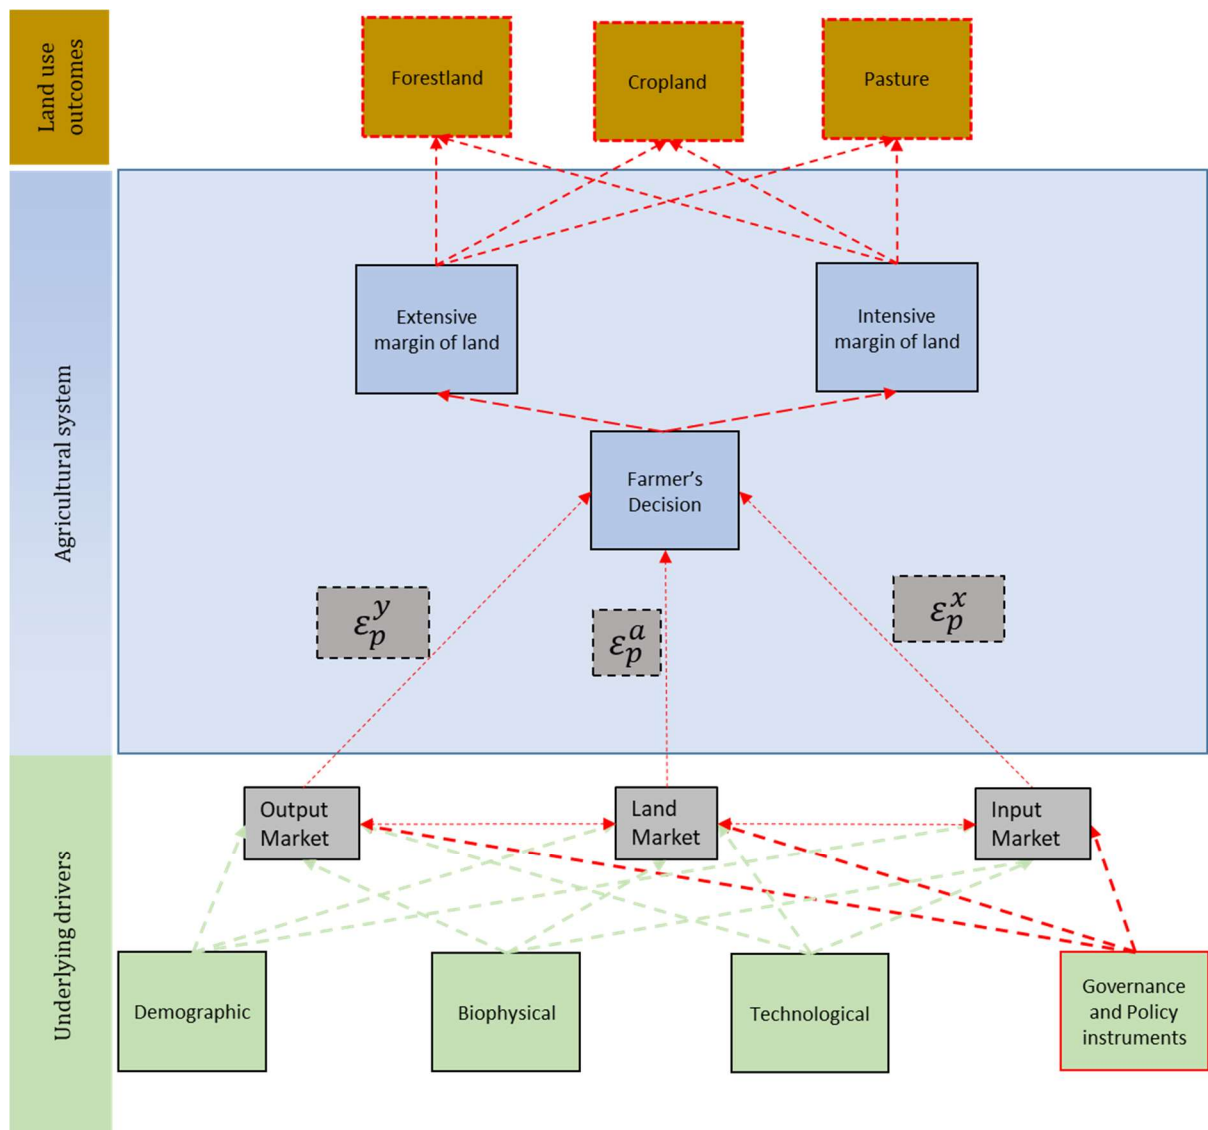 Land use
outcomes
Forestland
Cropland
Pasture
Agricultural system
Extensive
margin of land
Intensive
margin of land
Farmer’s
Decision
ε_p^y
ε_p^a
ε_p^x
Underlying drivers
Output
Market
Land
Market
Input
Market
Demographic
Biophysical
Technological
Governance
and Policy
instruments